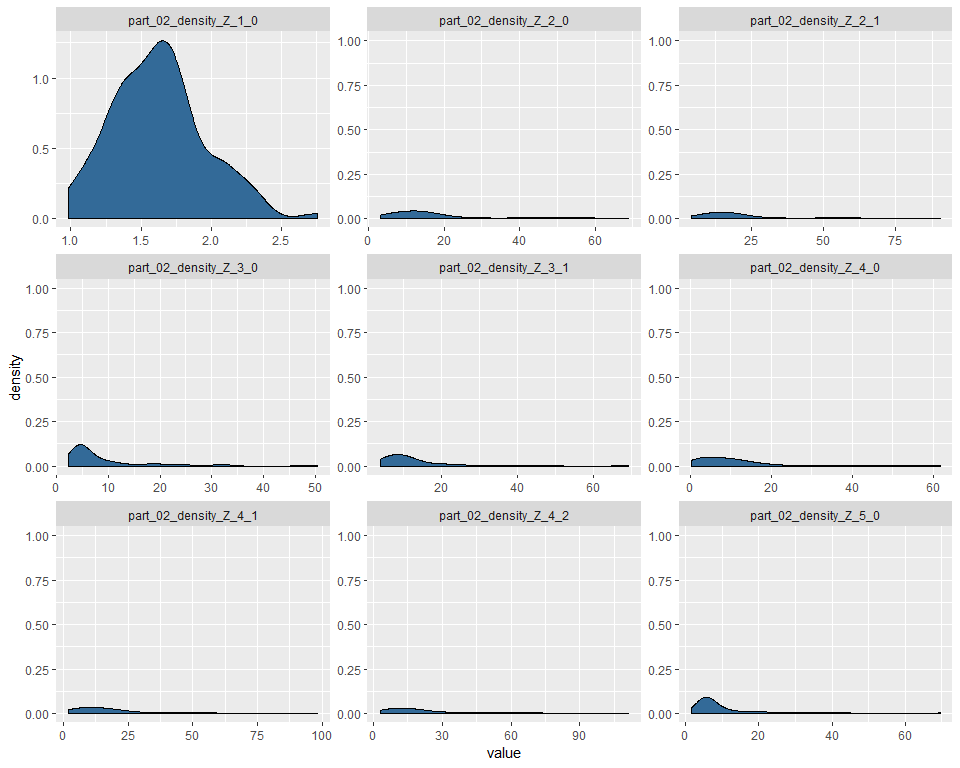 part_02_density_Z_1_0
part_02_density_Z_2_0
part_02_density_Z_2_1
1.0
0.5
0.0
1.00
0.75
0.50
0.25
0.00
1.00
0.75
0.50
0.25
0.00
1.0 1.5 2.0 2.5
0 20 40 60
25 50 75
part_02_density_Z_3_0
part_02_density_Z_3_1
part_02_density_Z_4_0
density
1.00
0.75
0.50
0.25
0.00
1.00
0.75
0.50
0.25
0.00
1.00
0.75
0.50
0.25
0.00
0 10 20 30 40 50
20 40 60
0 20 40 60
part_02_density_Z_4_1
part_02_density_Z_4_2
part_02_density_Z_5_0
1.00
0.75
0.50
0.25
0.00
1.00
0.75
0.50
0.25
0.00
1.00
0.75
0.50
0.25
0.00
0 25 50 75 100
0 30 60 90
0 20 40 60
value